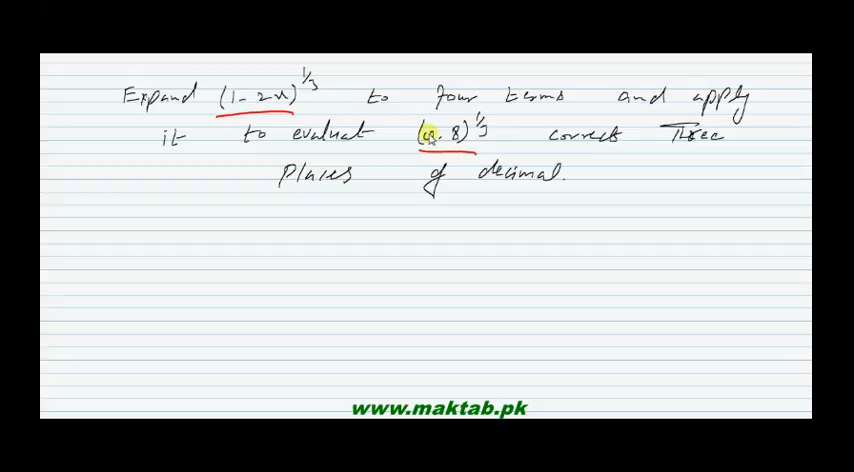 Expand (1-2x)^1/3 to four terms and apply
it to evaluate (.8)^1/3 correct Three
places of decimal.
www.maktab.pk